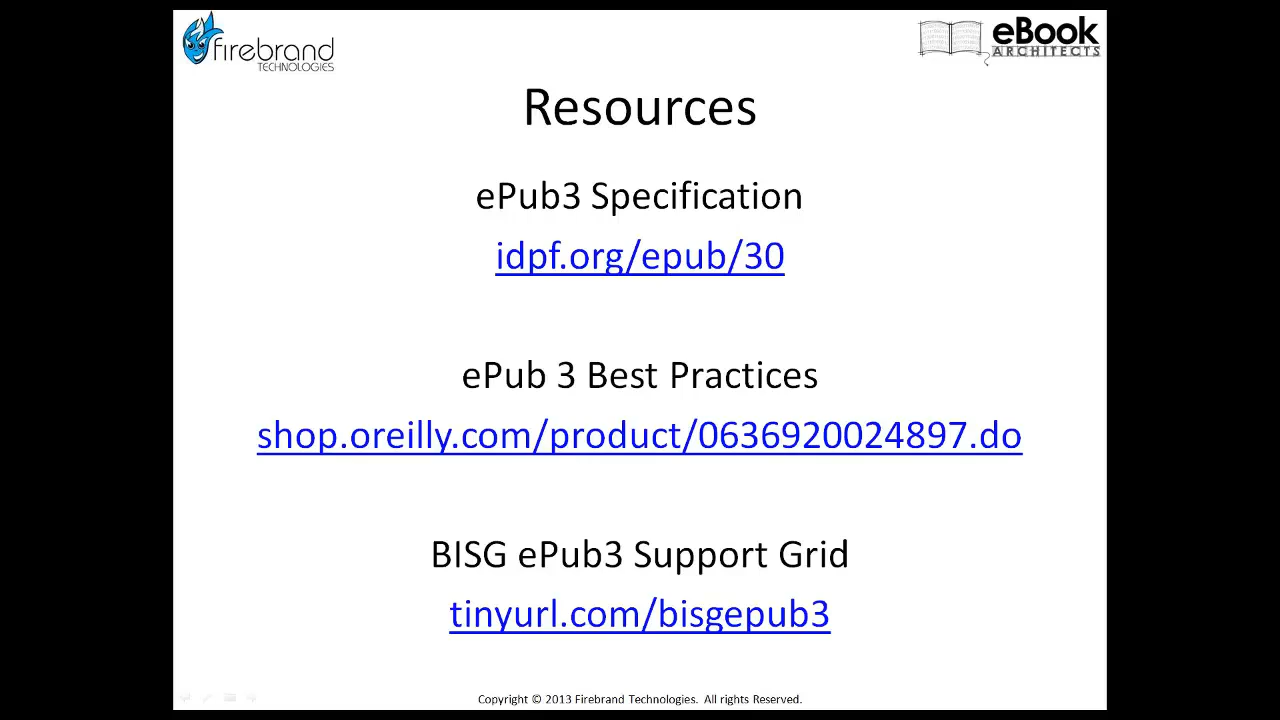 firebrand
TECHNOLOGIES
eBook
ARCHITECTS
Resources
ePub3 Specification
idpf.org/epub/30
ePub 3 Best Practices
shop.oreilly.com/product/0636920024897.do
BISG ePub3 Support Grid
tinyurl.com/bisgepub3
Copyright © 2013 Firebrand Technologies. All rights Reserved.